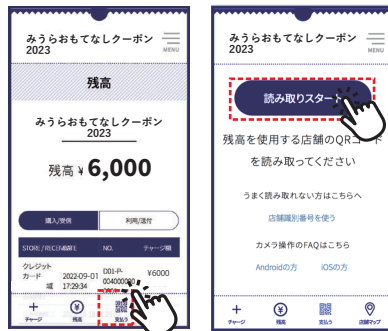 みうらおもてなしクーポン
2023
MENU
残高
みうらおもてなしクーポン
2023
残高 ¥ 6,000
購入/受信
利用/送付
NO.
チャージ額
クレジット
カード
2022-09-01
17:29:34
D01-P-
¥6000
チャージ
残高
支払う
みうらおもてなしクーポン
2023
MENU
読み取りスター
残高を使用する店舗のQRコード
を読み取ってください
うまく読み取れない方はこちらへ
店舗識別番号を使う
カメラ操作のFAQはこちら
Androidの方
iOSの方
チャージ
残高
支払う
店舗マップ